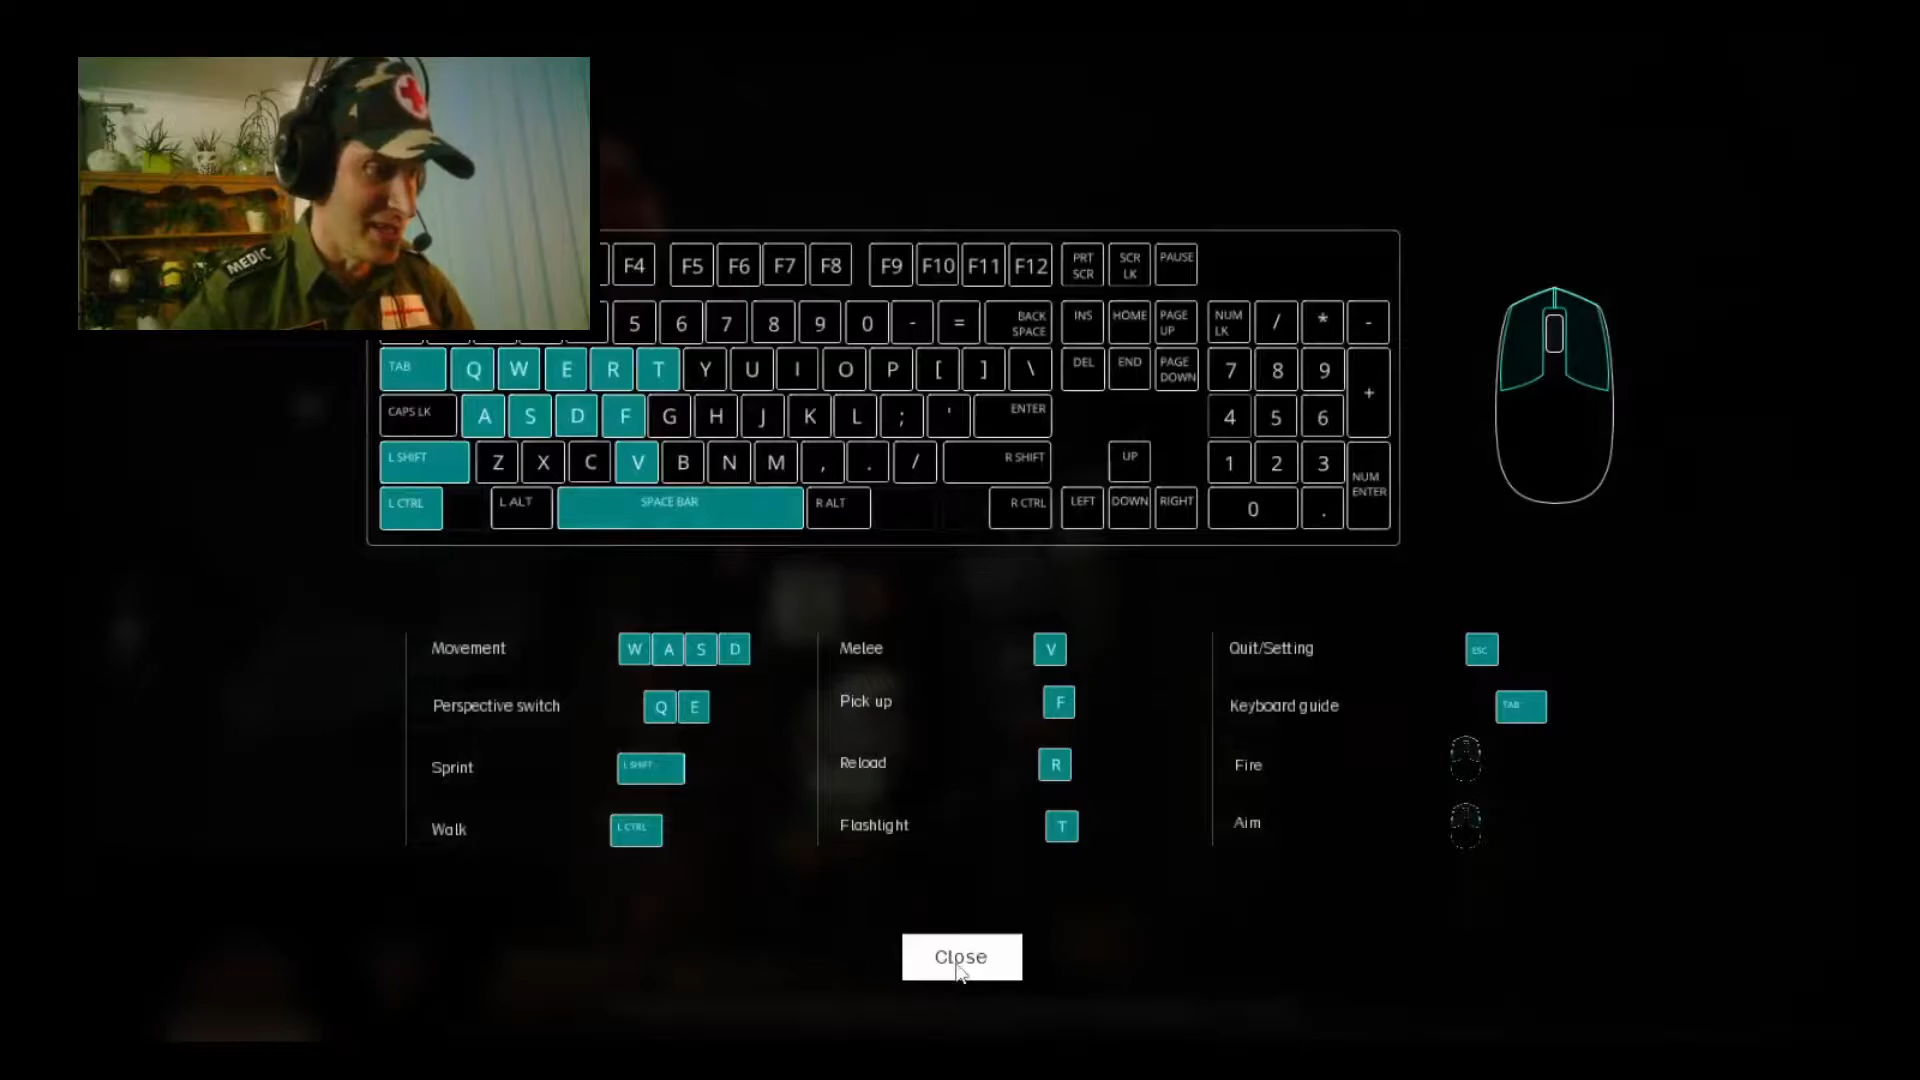 MEDIC
F4 F5 F6 F7 F8 F9 F10 F11 F12 PRT SCR SCR LK PAUSE
5 6 7 8 9 0 - = BACK SPACE INS HOME PAGE UP NUM LK / * -
TAB Q W E R T Y U I O P [ ] \ DEL END PAGE DOWN 7 8 9 +
CAPS LK A S D F G H J K L ; ' ENTER 4 5 6
L SHIFT Z X C V B N M , . / R SHIFT UP 1 2 3 NUM ENTER
L CTRL L ALT SPACE BAR R ALT R CTRL LEFT DOWN RIGHT 0 .
Movement W A S D
Perspective switch Q E
Sprint L SHIFT
Walk L CTRL
Melee V
Pick up F
Reload R
Flashlight T
Quit/Setting ESC
Keyboard guide TAB
Fire
Aim
Close